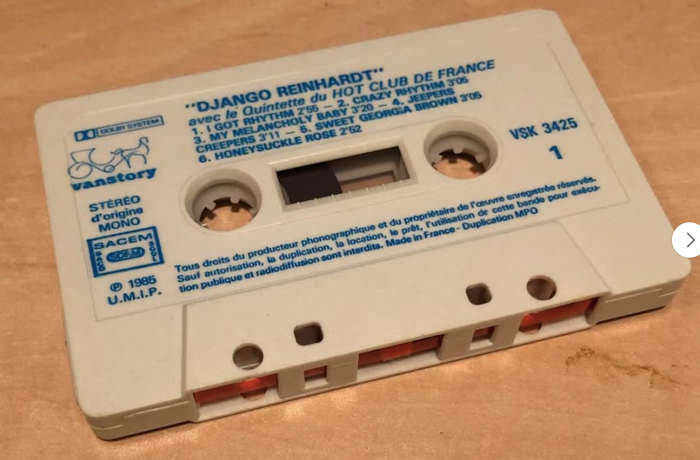 "DJANGO REINHARDT"
avec le Quintette du HOT CLUB DE FRANCE
1. I GOT RHYTHM 2'55 — 2. CRAZY RHYTHM 3'05
3. MY MELANCHOLY BABY 3'20 — 4. JEEPERS
CREEPERS 3'11 — 5. SWEET GEORGIA BROWN 3'05
6. HONEYSUCKLE ROSE 2'52
DOLBY SYSTEM
vanstory
STÉRÉO
d'origine
MONO
SACEM
SACD
SDRM
SGDL
℗ 1985
U.M.I.P.
VSK 3425
1
Tous droits du producteur phonographique et du propriétaire de l'œuvre enregistrée réservés.
Sauf autorisation, la duplication, la location, le prêt, l'utilisation de cette bande pour exécu-
tion publique et radiodiffusion sont interdits. Made in France - Duplication MPO